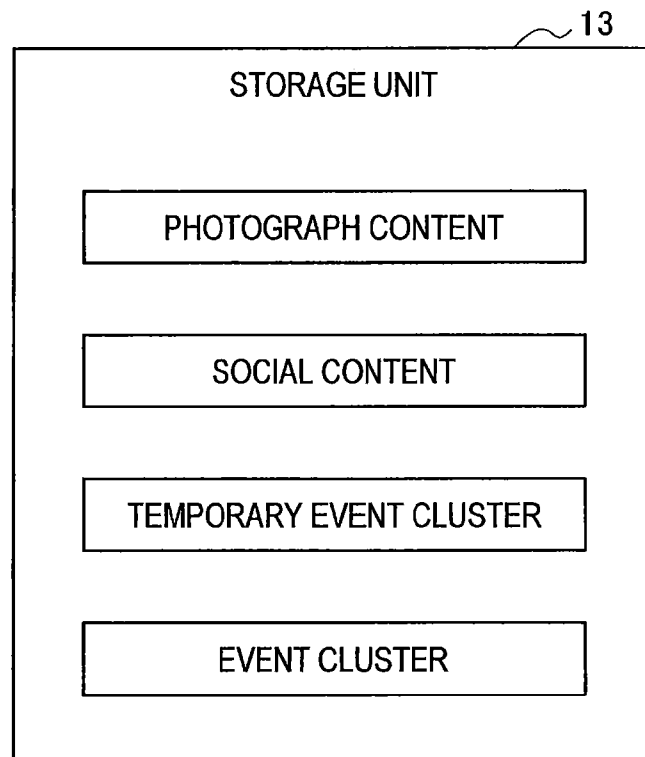 13
STORAGE UNIT
PHOTOGRAPH CONTENT
SOCIAL CONTENT
TEMPORARY EVENT CLUSTER
EVENT CLUSTER